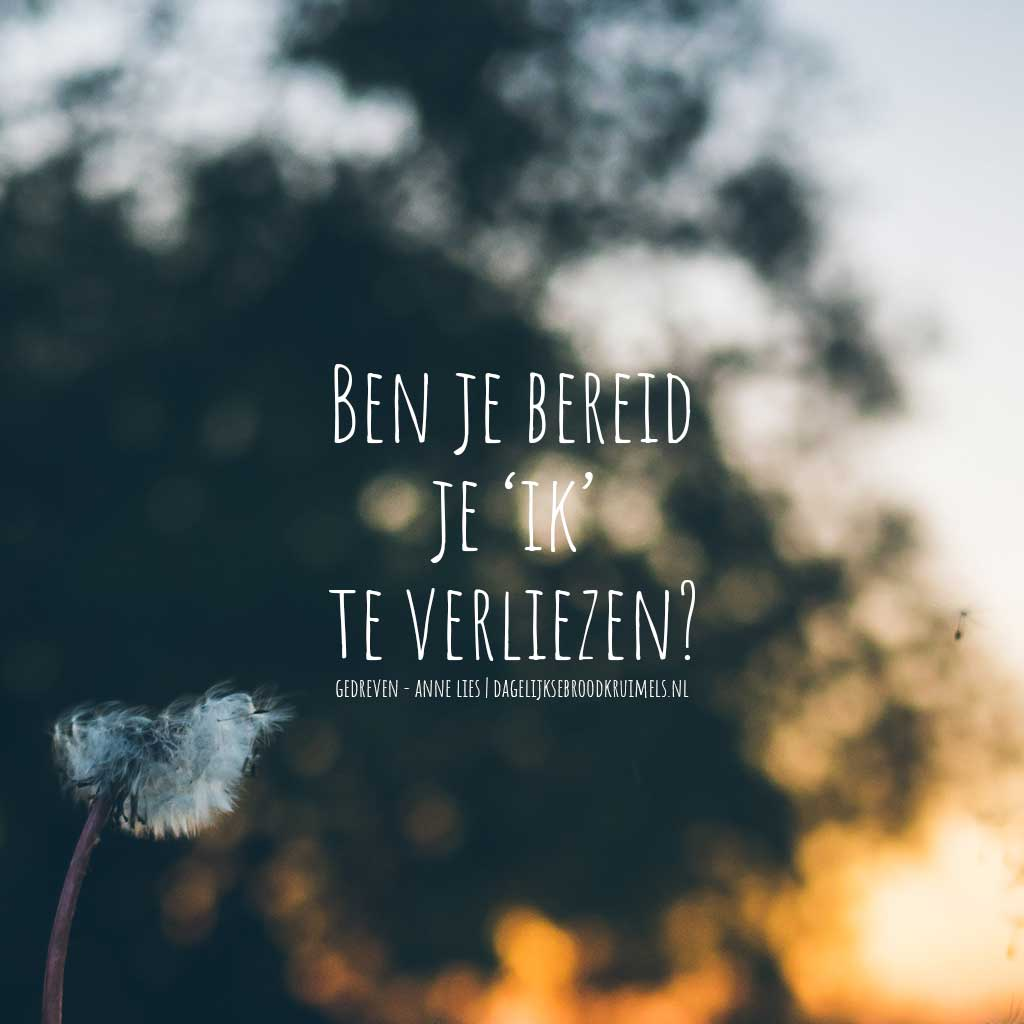 Ben je bereid
je ‘ik’
te verliezen?
gedreven - Anne Lies | dagelijksebroodkruimels.nl